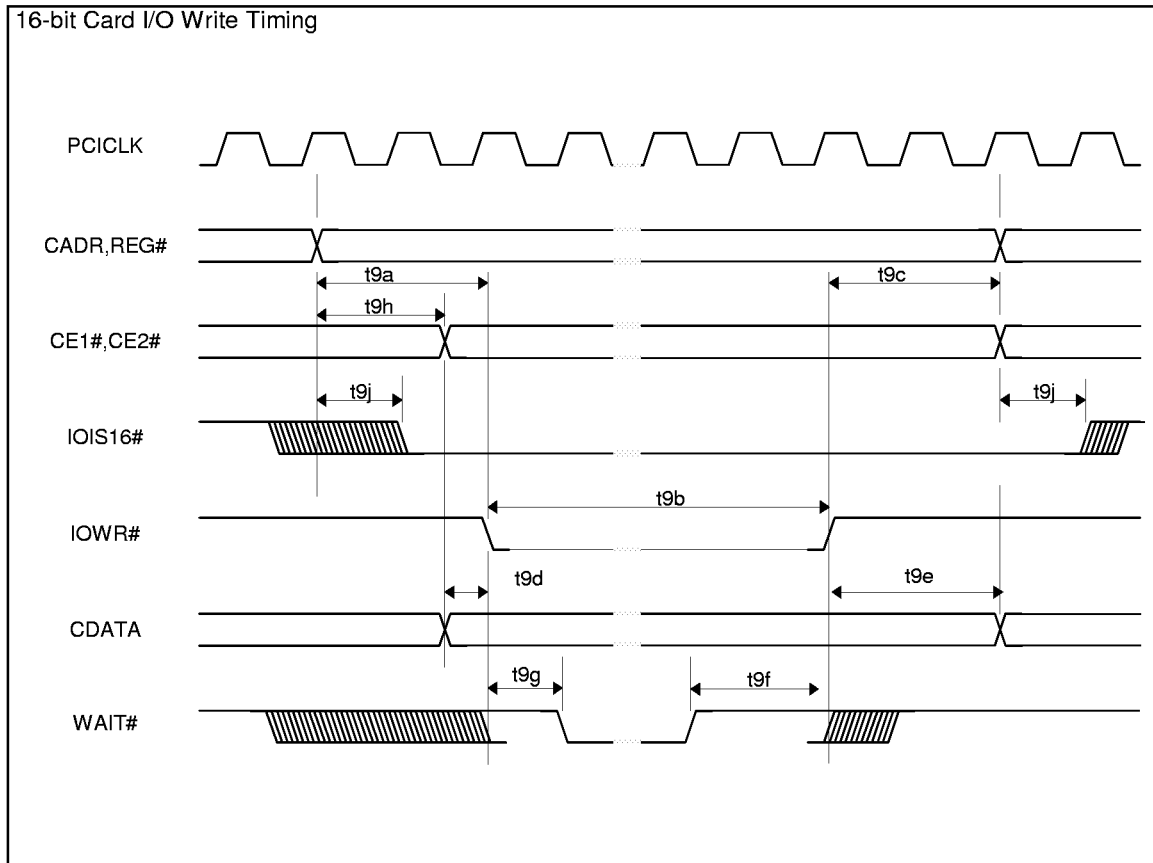 16-bit Card I/O Write Timing
PCICLK
CADR,REG#
t9a
t9c
t9h
CE1#,CE2#
t9j
t9j
IOIS16#
t9b
IOWR#
t9d
t9e
CDATA
t9g
t9f
WAIT#